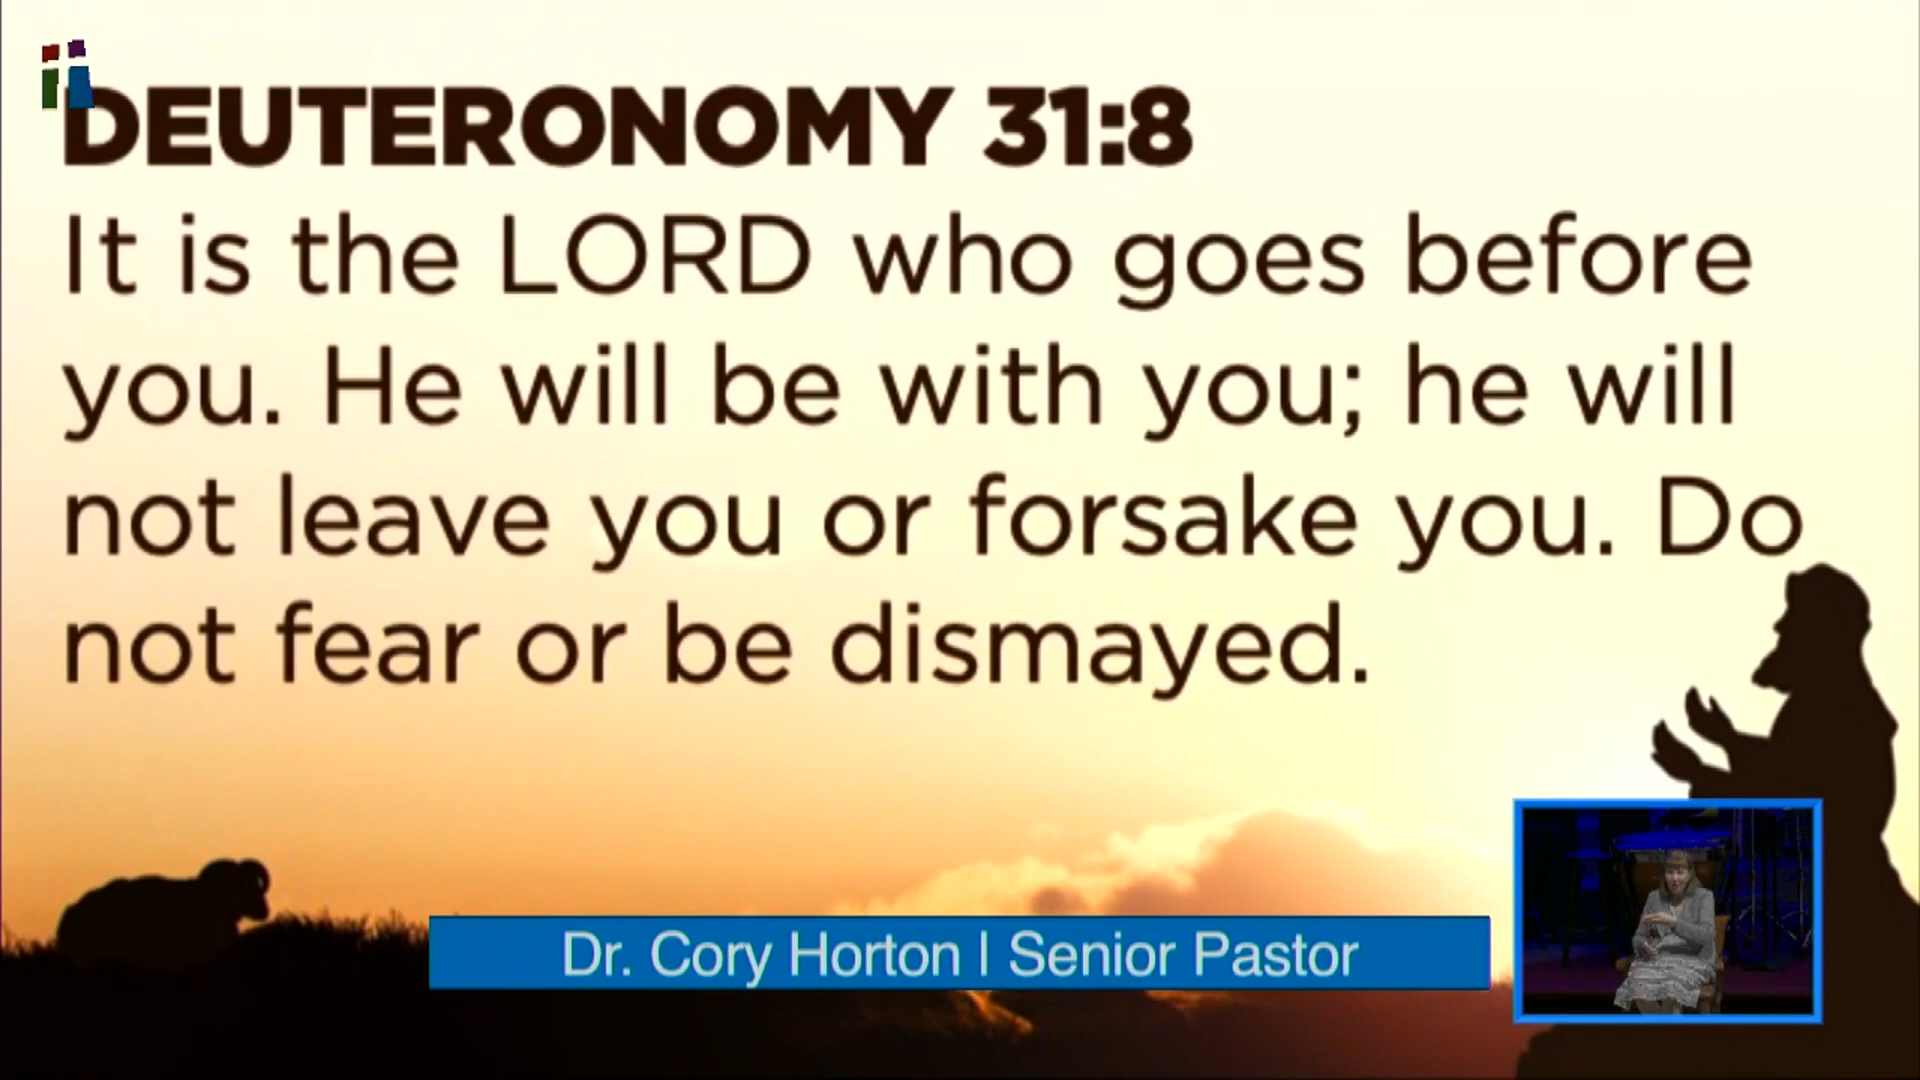 DEUTERONOMY 31:8
It is the LORD who goes before
you. He will be with you; he will
not leave you or forsake you. Do
not fear or be dismayed.
Dr. Cory Horton | Senior Pastor